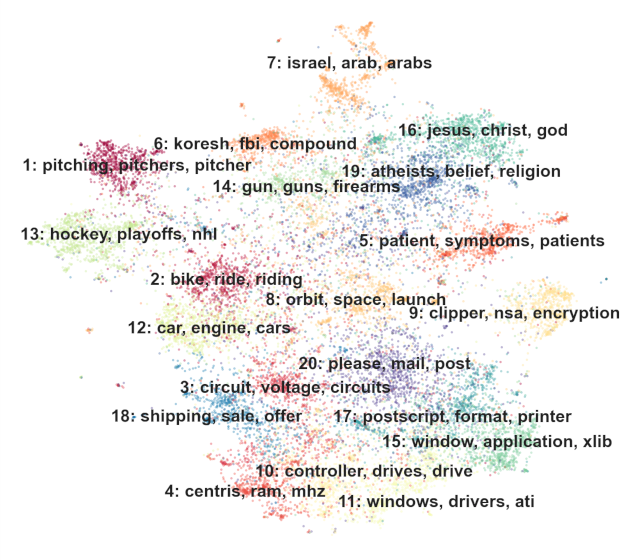 7: israel, arab, arabs
16: jesus, christ, god
6: koresh, fbi, compound
1: pitching, pitchers, pitcher
19: atheists, belief, religion
14: gun, guns, firearms
13: hockey, playoffs, nhl
5: patient, symptoms, patients
2: bike, ride, riding
8: orbit, space, launch
9: clipper, nsa, encryption
12: car, engine, cars
20: please, mail, post
3: circuit, voltage, circuits
18: shipping, sale, offer
17: postscript, format, printer
15: window, application, xlib
10: controller, drives, drive
4: centris, ram, mhz
11: windows, drivers, ati